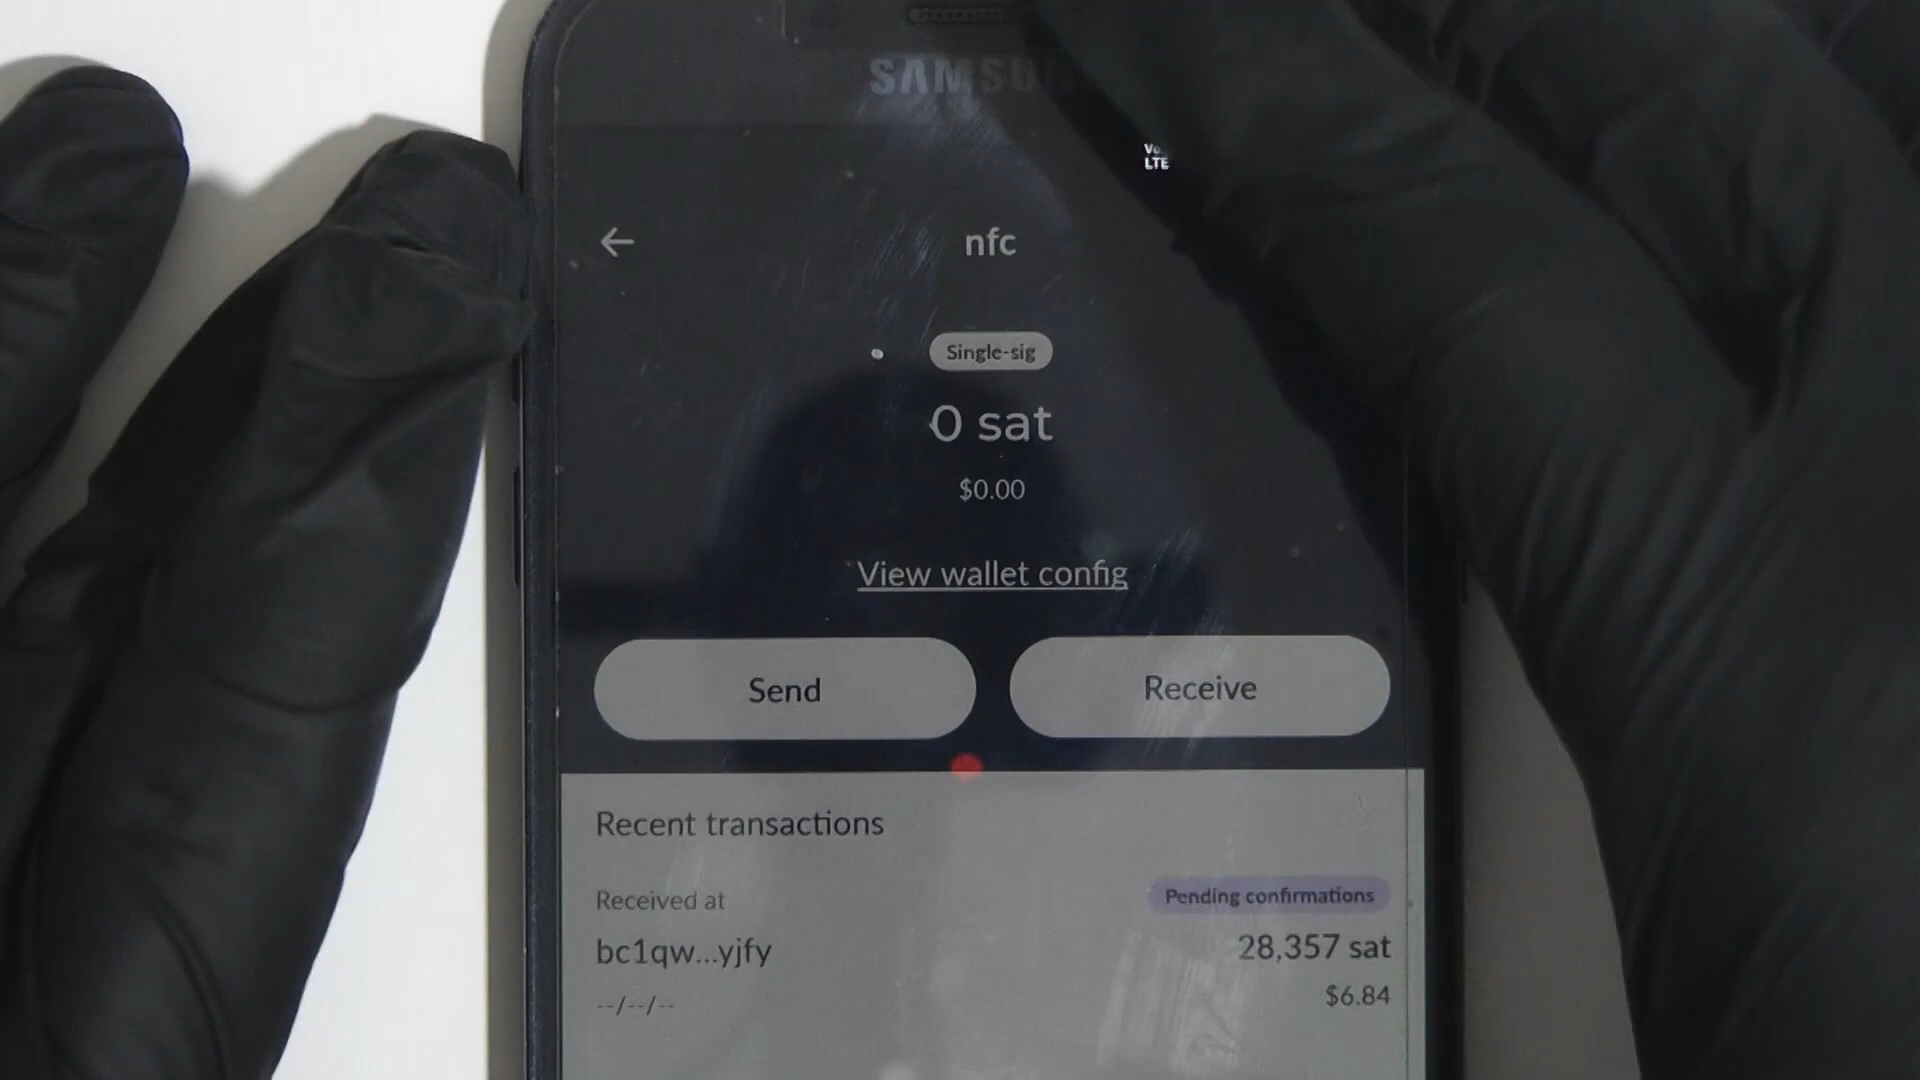 SAMSUN
LTE
nfc
Single-sig
0 sat
$0.00
View wallet config
Send
Receive
Recent transactions
Received at
Pending confirmations
bc1qw...yjfy
28,357 sat
--/--/--
$6.84